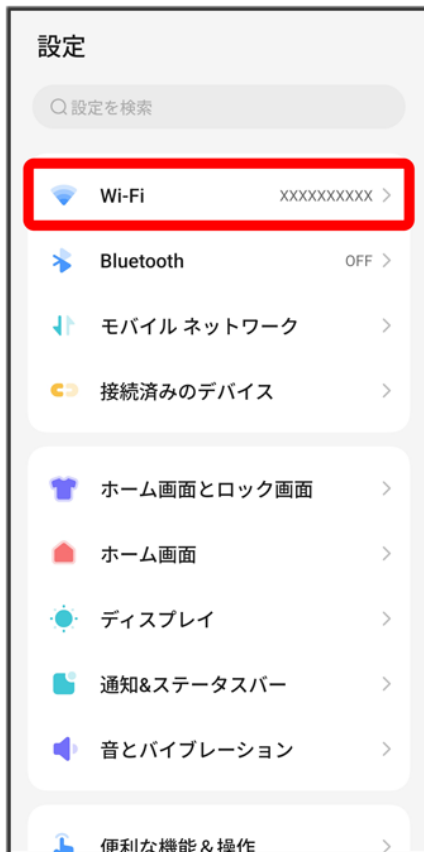 設定
設定を検索
Wi-Fi XXXXXXXXXX
Bluetooth OFF
モバイル ネットワーク
接続済みのデバイス
ホーム画面とロック画面
ホーム画面
ディスプレイ
通知&ステータスバー
音とバイブレーション
便利な機能＆操作